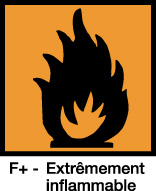 F+ - Extrêmement
inflammable